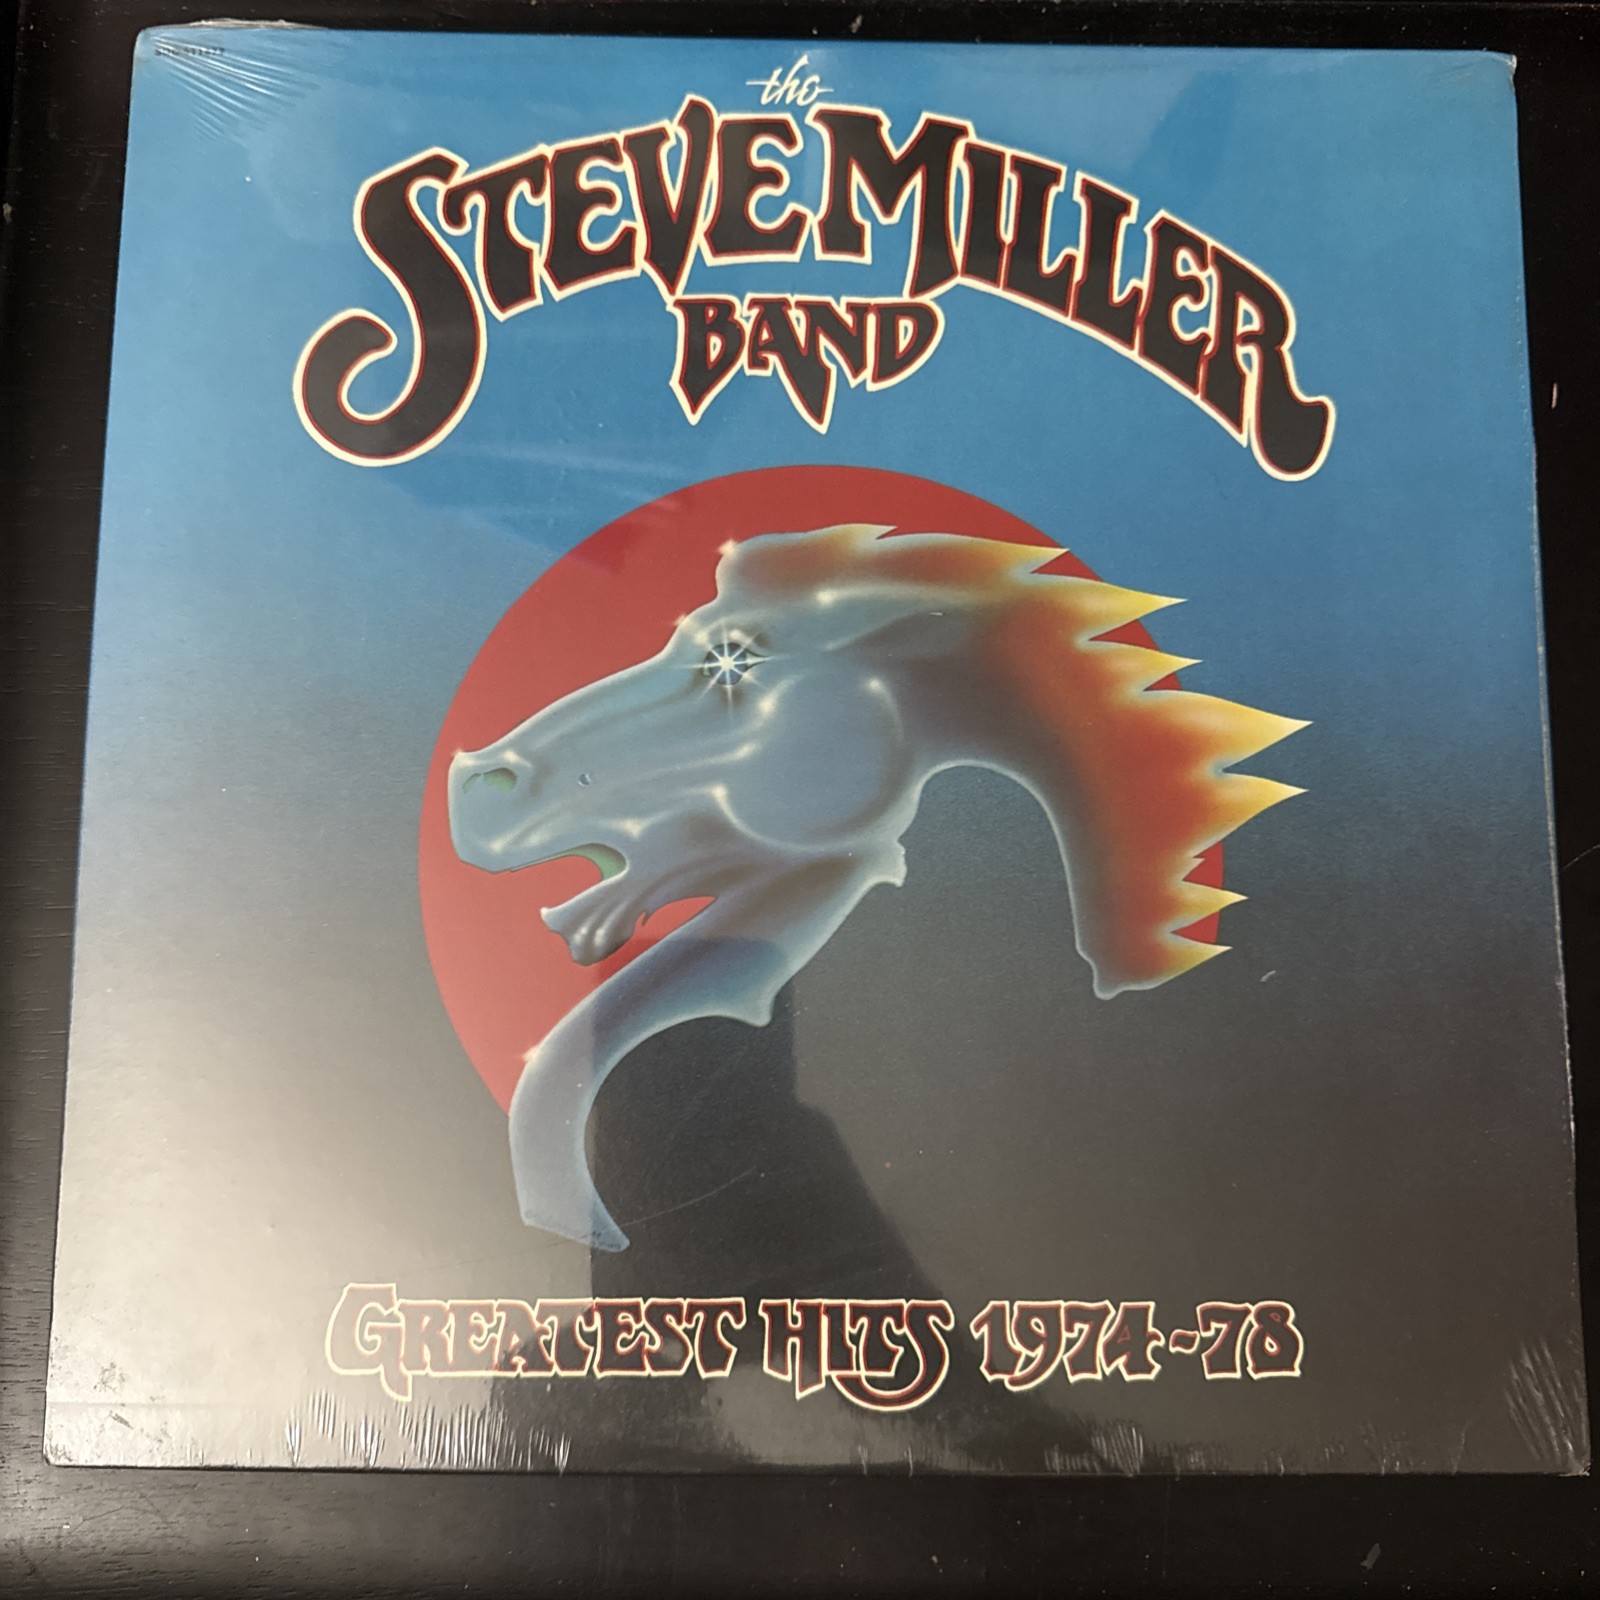 the
STEVE MILLER
BAND
GREATEST HITS 1974-78